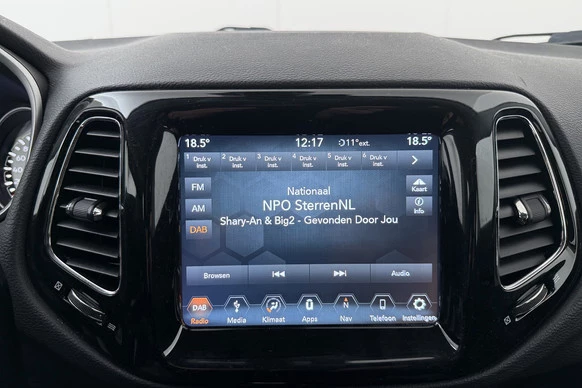 18.5° 12:17 11°ext. 18.5°
1 Druk v inst. 2 Druk v inst. 3 Druk v inst. 4 Druk v inst. 5 Druk v inst. 6 Druk v inst.
FM
AM
DAB
Nationaal
NPO SterrenNL
Shary-An & Big2 - Gevonden Door Jou
Kaart
Info
Browsen Audio
DAB
Radio Media Klimaat Apps Nav Telefoon Instellingen